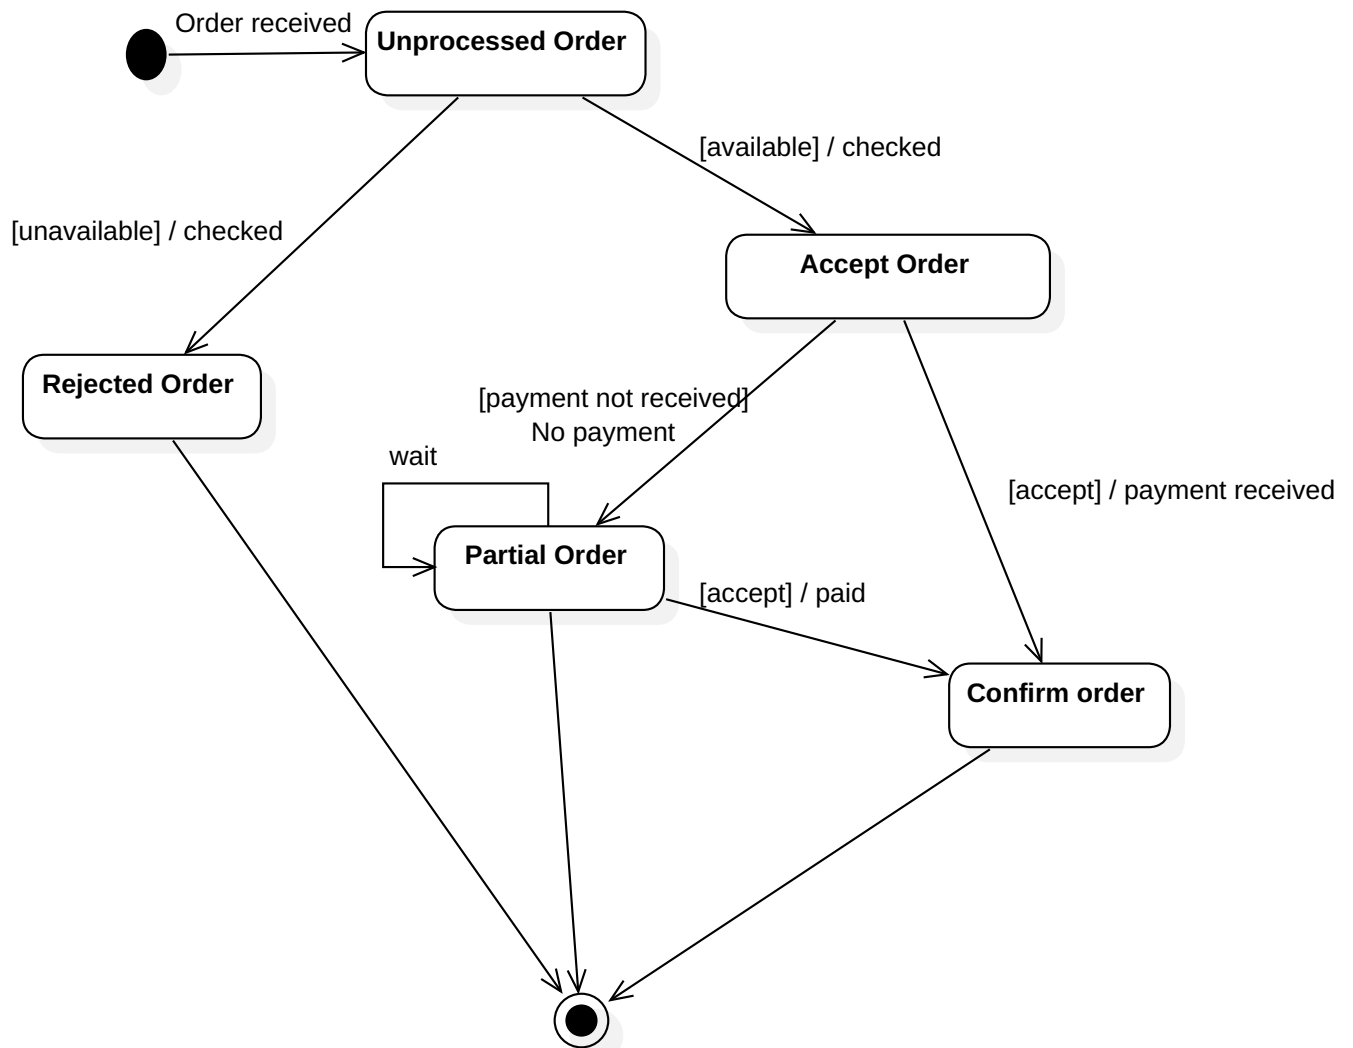 Order received
Unprocessed Order
[available] / checked
[unavailable] / checked
Accept Order
Rejected Order
[payment not received]
No payment
wait
[accept] / payment received
Partial Order
[accept] / paid
Confirm order